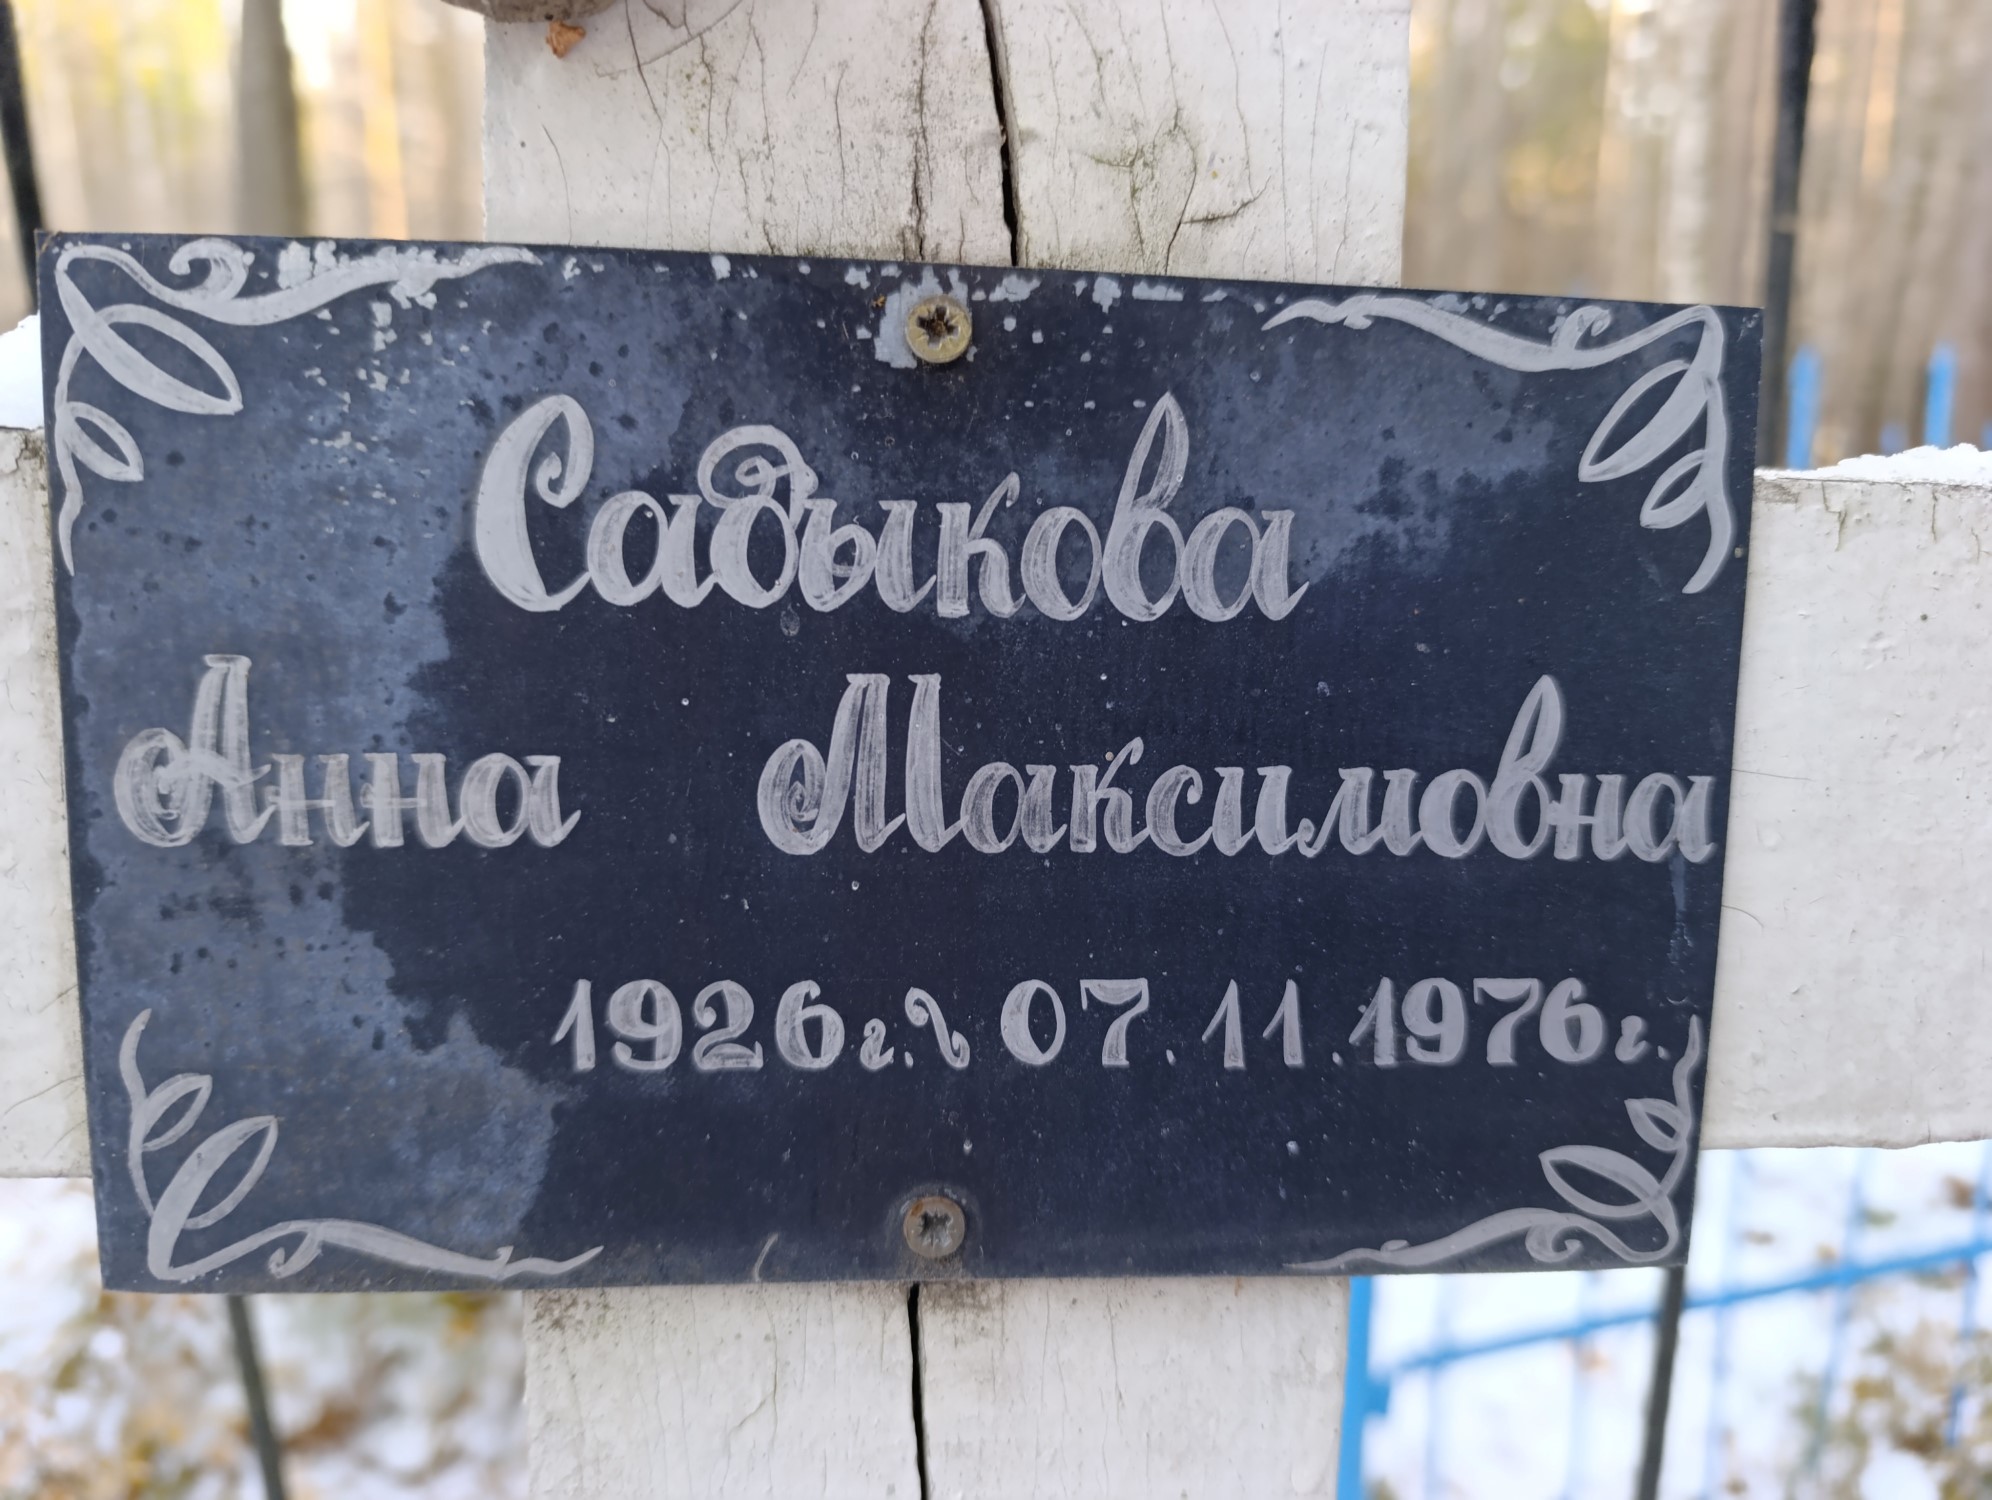 Садыкова
Анна Максимовна
1926г. ~ 07.11.1976г.